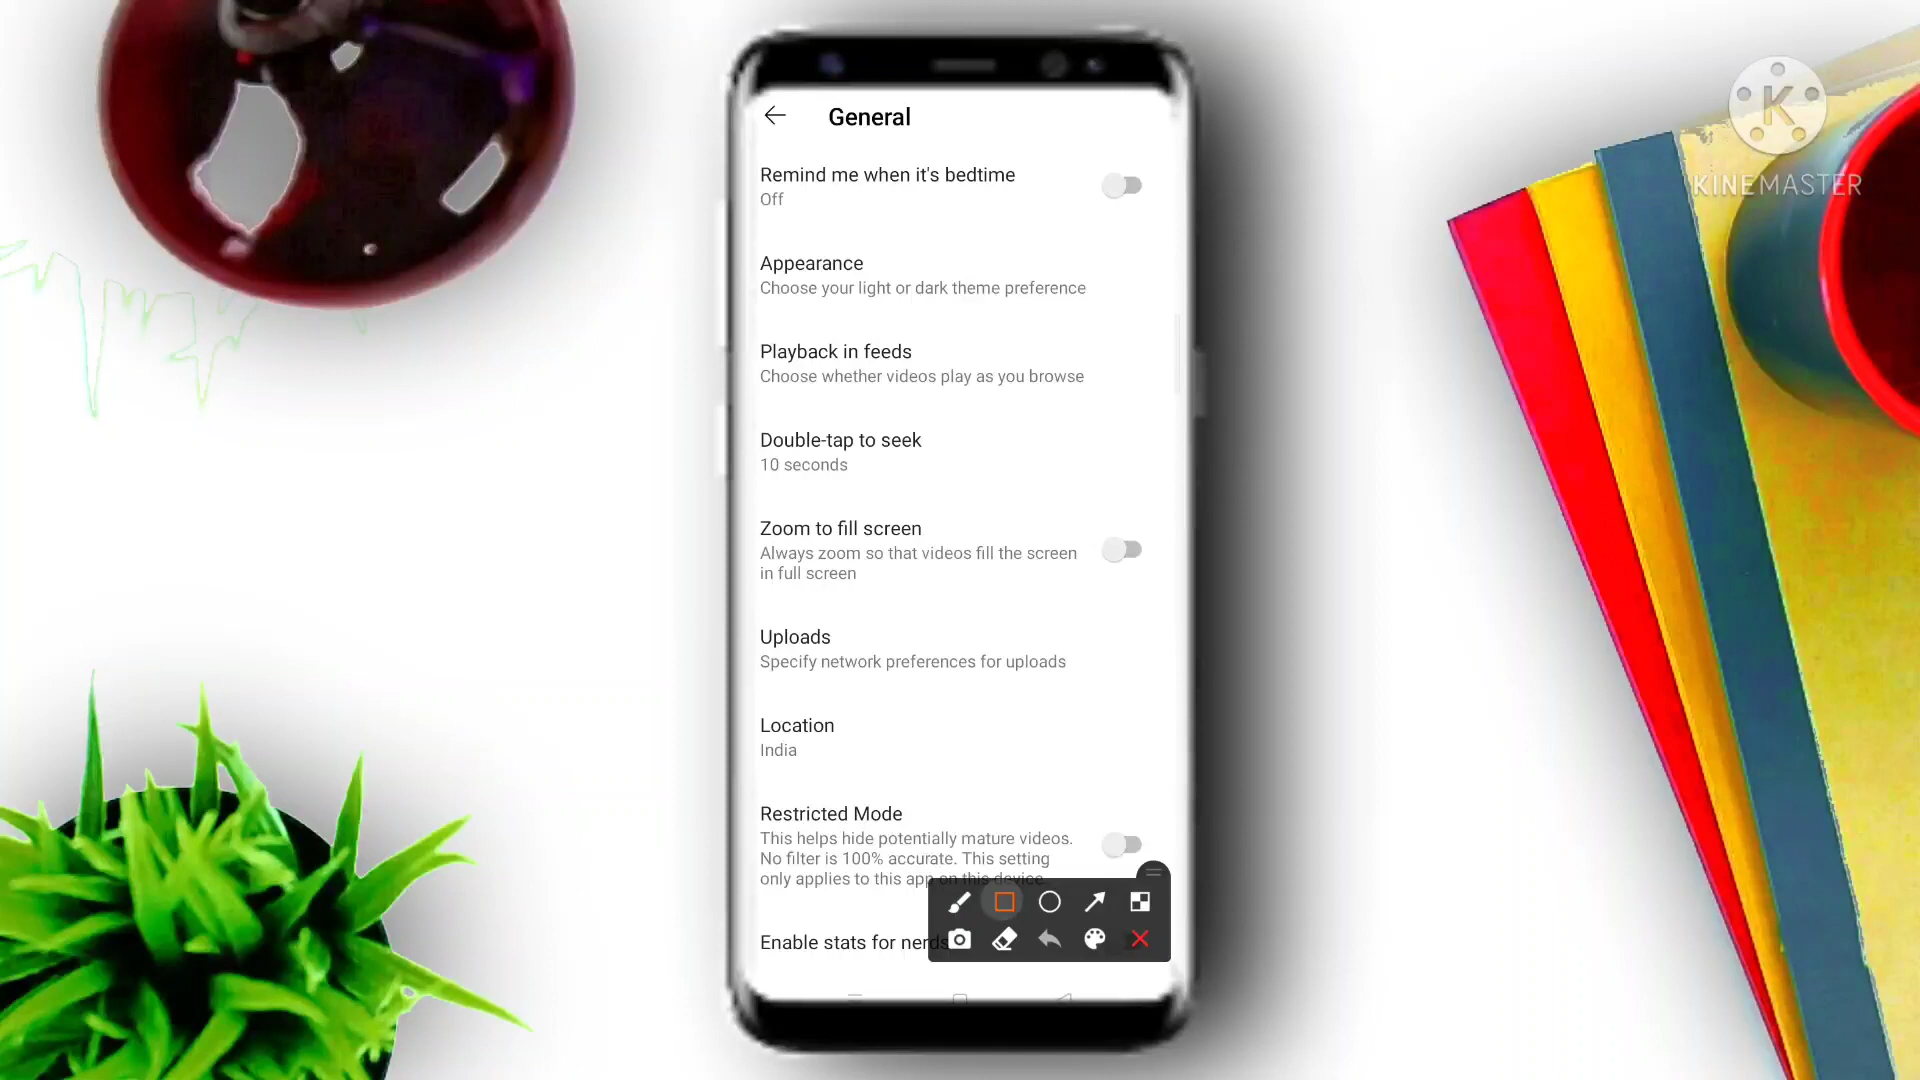 General
Remind me when it's bedtime
Off
Appearance
Choose your light or dark theme preference
Playback in feeds
Choose whether videos play as you browse
Double-tap to seek
10 seconds
Zoom to fill screen
Always zoom so that videos fill the screen
in full screen
Uploads
Specify network preferences for uploads
Location
India
Restricted Mode
This helps hide potentially mature videos.
No filter is 100% accurate. This setting
only applies to this app on this device.
Enable stats for nerds
K
KINEMASTER